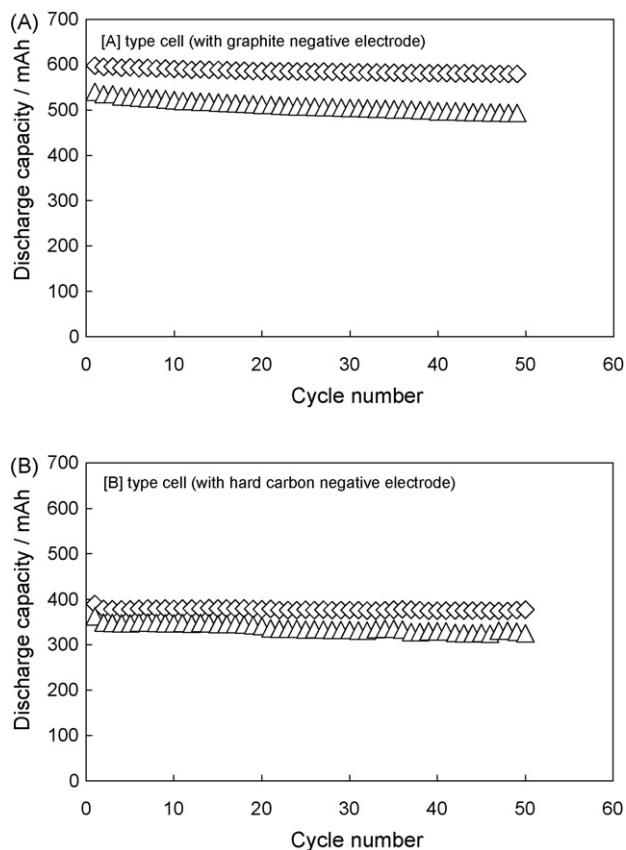 (A)
700
[A] type cell (with graphite negative electrode)
600
500
400
300
200
100
0
Discharge capacity / mAh
0 10 20 30 40 50 60
Cycle number
(B)
700
[B] type cell (with hard carbon negative electrode)
600
500
400
300
200
100
0
Discharge capacity / mAh
0 10 20 30 40 50 60
Cycle number